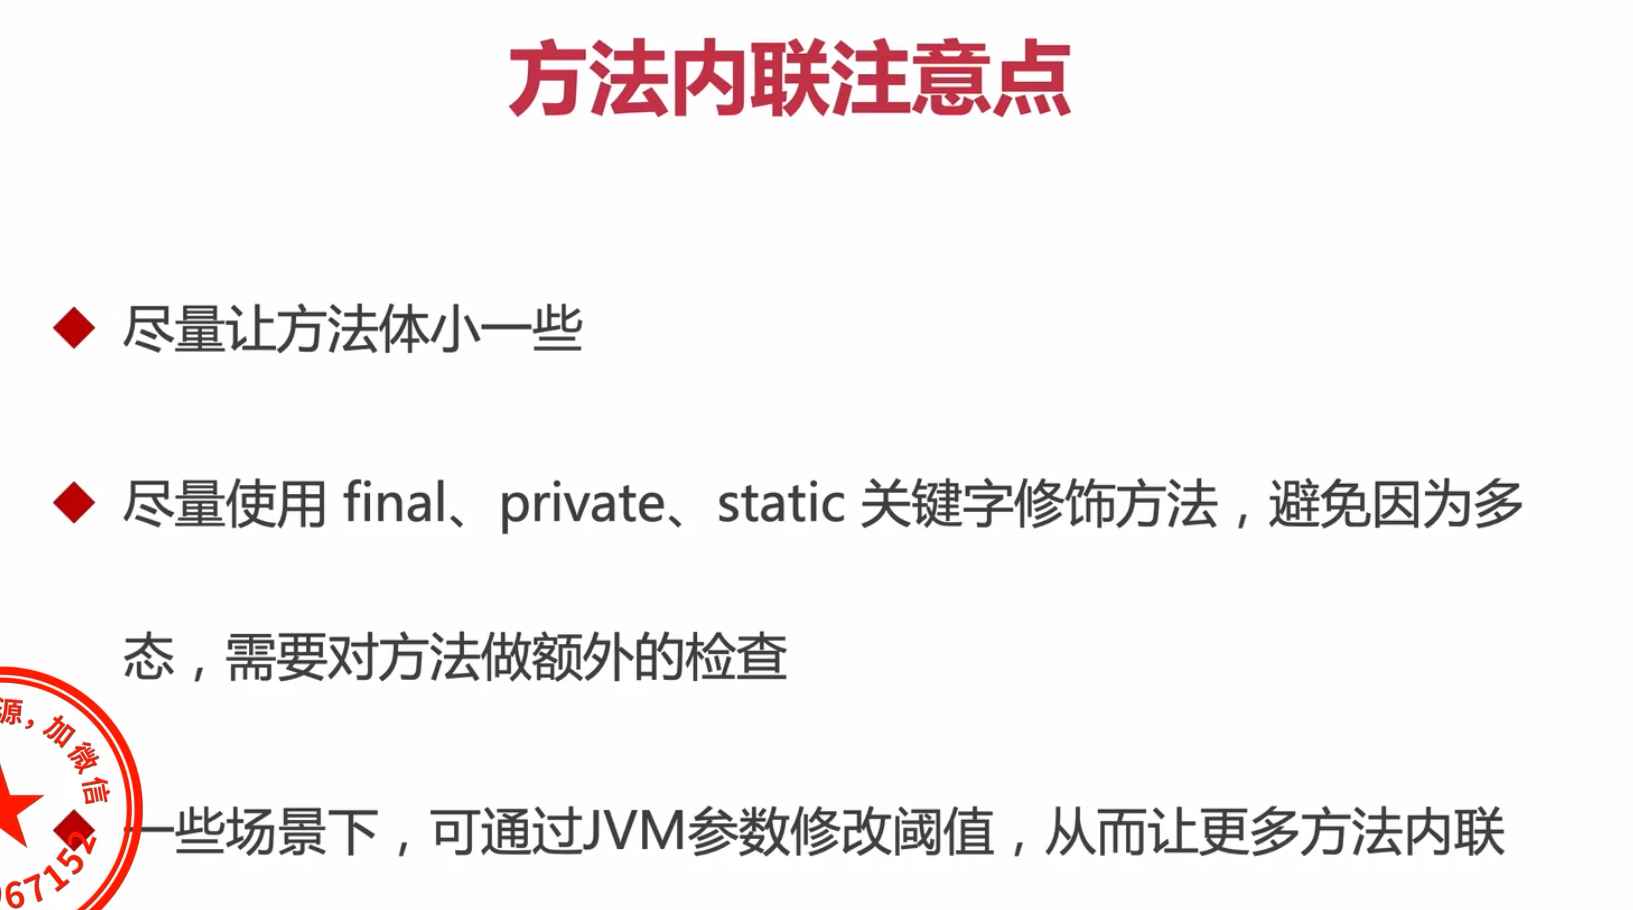 方法内联注意点
尽量让方法体小一些
尽量使用 final、private、static 关键字修饰方法，避免因为多
态，需要对方法做额外的检查
一些场景下，可通过JVM参数修改阈值，从而让更多方法内联
源，加微信
67152